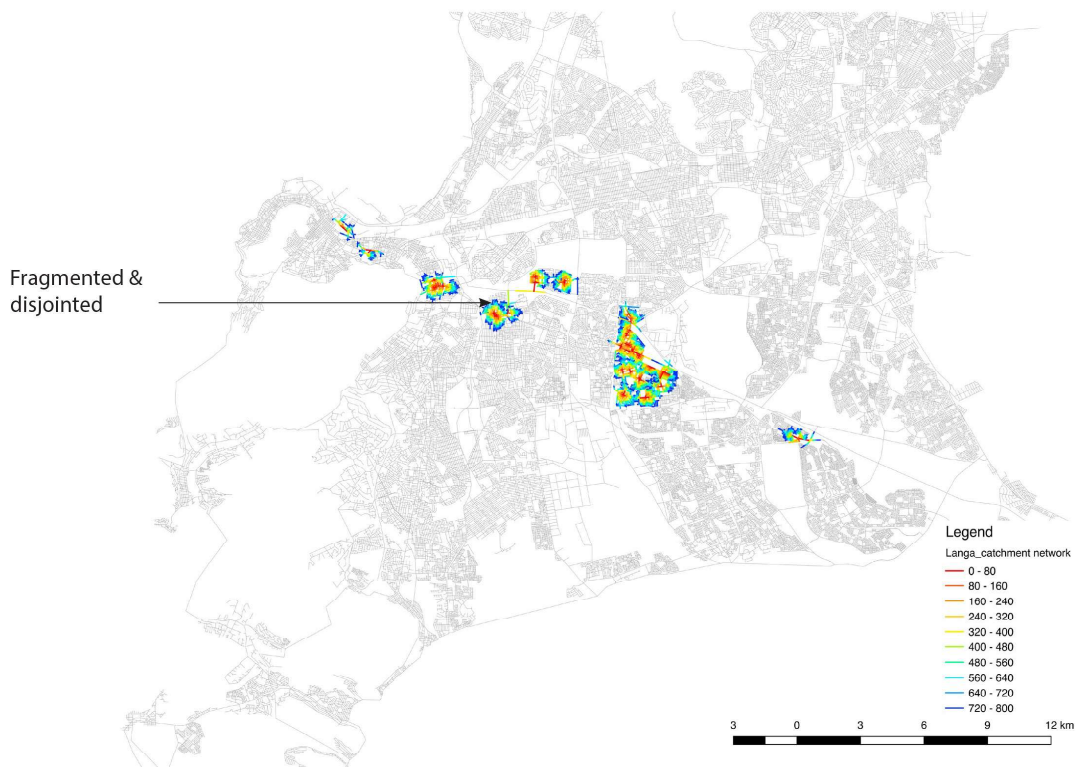 Fragmented &
disjointed
Legend
Langa_catchment network
0 - 80
80 - 160
160 - 240
240 - 320
320 - 400
400 - 480
480 - 560
560 - 640
640 - 720
720 - 800
3 0 3 6 9 12 km